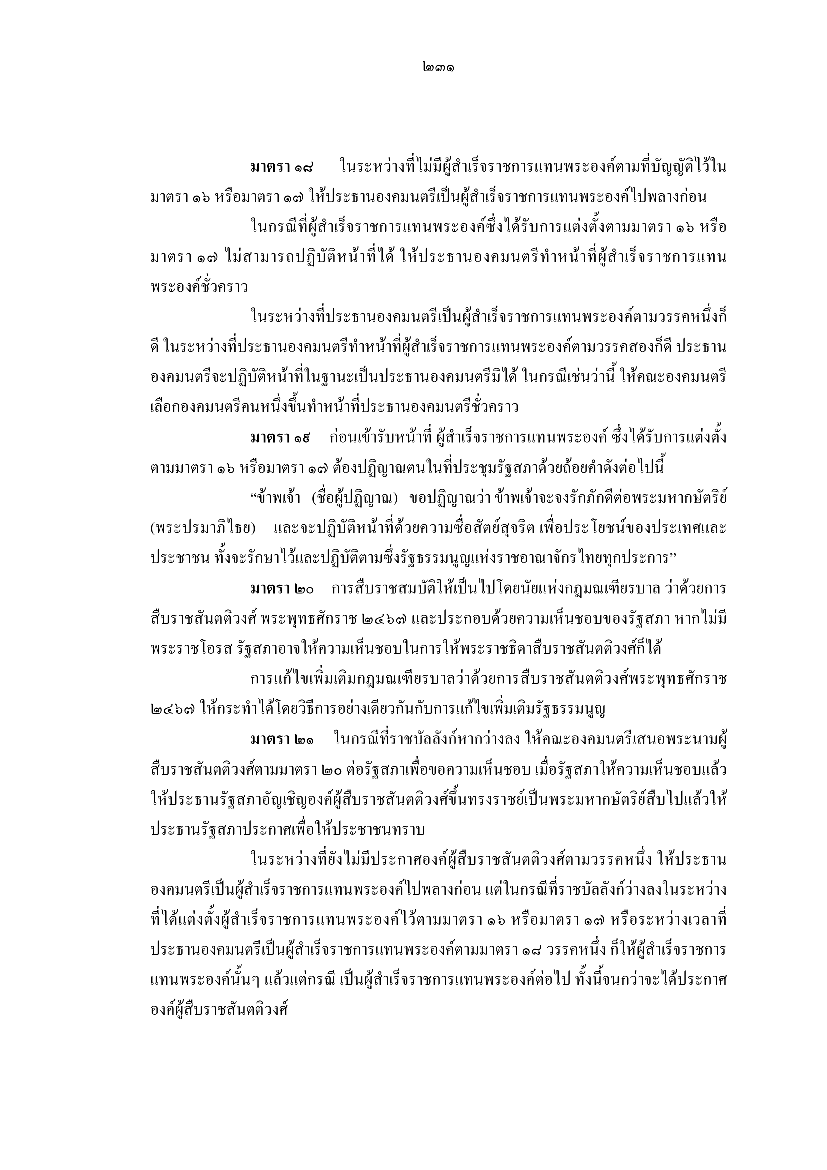 ๒๓๑
มาตรา ๑๘ ในระหว่างที่ไม่มีผู้สำเร็จราชการแทนพระองค์ตามที่บัญญัติไว้ใน
มาตรา ๑๖ หรือมาตรา ๑๗ ให้ประธานองคมนตรีเป็นผู้สำเร็จราชการแทนพระองค์ไปพลางก่อน
ในกรณีที่ผู้สำเร็จราชการแทนพระองค์ซึ่งได้รับการแต่งตั้งตามมาตรา ๑๖ หรือ
มาตรา ๑๗ ไม่สามารถปฏิบัติหน้าที่ได้ ให้ประธานองคมนตรีทำหน้าที่ผู้สำเร็จราชการแทน
พระองค์ชั่วคราว
ในระหว่างที่ประธานองคมนตรีเป็นผู้สำเร็จราชการแทนพระองค์ตามวรรคหนึ่งก็
ดี ในระหว่างที่ประธานองคมนตรีทำหน้าที่ผู้สำเร็จราชการแทนพระองค์ตามวรรคสองก็ดี ประธาน
องคมนตรีจะปฏิบัติหน้าที่ในฐานะเป็นประธานองคมนตรีมิได้ ในกรณีเช่นว่านี้ ให้คณะองคมนตรี
เลือกองคมนตรีคนหนึ่งขึ้นทำหน้าที่ประธานองคมนตรีชั่วคราว
มาตรา ๑๙ ก่อนเข้ารับหน้าที่ ผู้สำเร็จราชการแทนพระองค์ ซึ่งได้รับการแต่งตั้ง
ตามมาตรา ๑๖ หรือมาตรา ๑๗ ต้องปฏิญาณตนในที่ประชุมรัฐสภาด้วยถ้อยคำดังต่อไปนี้
“ข้าพเจ้า (ชื่อผู้ปฏิญาณ) ขอปฏิญาณว่า ข้าพเจ้าจะจงรักภักดีต่อพระมหากษัตริย์
(พระปรมาภิไธย) และจะปฏิบัติหน้าที่ด้วยความซื่อสัตย์สุจริต เพื่อประโยชน์ของประเทศและ
ประชาชน ทั้งจะรักษาไว้และปฏิบัติตามซึ่งรัฐธรรมนูญแห่งราชอาณาจักรไทยทุกประการ”
มาตรา ๒๐ การสืบราชสมบัติให้เป็นไปโดยนัยแห่งกฎมณเฑียรบาล ว่าด้วยการ
สืบราชสันตติวงศ์ พระพุทธศักราช ๒๔๖๗ และประกอบด้วยความเห็นชอบของรัฐสภา หากไม่มี
พระราชโอรส รัฐสภาอาจให้ความเห็นชอบในการให้พระราชธิดาสืบราชสันตติวงศ์ก็ได้
การแก้ไขเพิ่มเติมกฎมณเฑียรบาลว่าด้วยการสืบราชสันตติวงศ์พระพุทธศักราช
๒๔๖๗ ให้กระทำได้โดยวิธีการอย่างเดียวกันกับการแก้ไขเพิ่มเติมรัฐธรรมนูญ
มาตรา ๒๑ ในกรณีที่ราชบัลลังก์หากว่างลง ให้คณะองคมนตรีเสนอพระนามผู้
สืบราชสันตติวงศ์ตามมาตรา ๒๐ ต่อรัฐสภาเพื่อขอความเห็นชอบ เมื่อรัฐสภาให้ความเห็นชอบแล้ว
ให้ประธานรัฐสภาอัญเชิญองค์ผู้สืบราชสันตติวงศ์ขึ้นทรงราชย์เป็นพระมหากษัตริย์สืบไปแล้วให้
ประธานรัฐสภาประกาศเพื่อให้ประชาชนทราบ
ในระหว่างที่ยังไม่มีประกาศองค์ผู้สืบราชสันตติวงศ์ตามวรรคหนึ่ง ให้ประธาน
องคมนตรีเป็นผู้สำเร็จราชการแทนพระองค์ไปพลางก่อน แต่ในกรณีที่ราชบัลลังก์ว่างลงในระหว่าง
ที่ได้แต่งตั้งผู้สำเร็จราชการแทนพระองค์ไว้ตามมาตรา ๑๖ หรือมาตรา ๑๗ หรือระหว่างเวลาที่
ประธานองคมนตรีเป็นผู้สำเร็จราชการแทนพระองค์ตามมาตรา ๑๘ วรรคหนึ่ง ก็ให้ผู้สำเร็จราชการ
แทนพระองค์นั้นๆ แล้วแต่กรณี เป็นผู้สำเร็จราชการแทนพระองค์ต่อไป ทั้งนี้จนกว่าจะได้ประกาศ
องค์ผู้สืบราชสันตติวงศ์